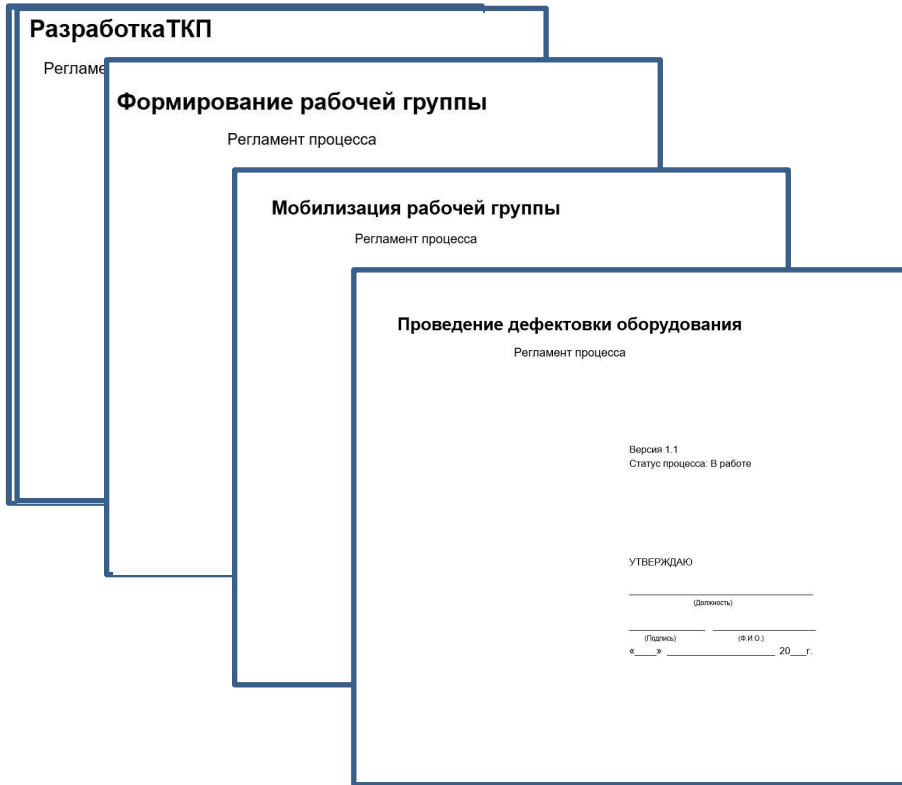 РазработкаТКП
Регламе
Формирование рабочей группы
Регламент процесса
Мобилизация рабочей группы
Регламент процесса
Проведение дефектовки оборудования
Регламент процесса
Версия 1.1
Статус процесса: В работе
УТВЕРЖДАЮ
(Должность)
(Подпись) (Ф.И.О.)
«____» ______________________ 20___г.